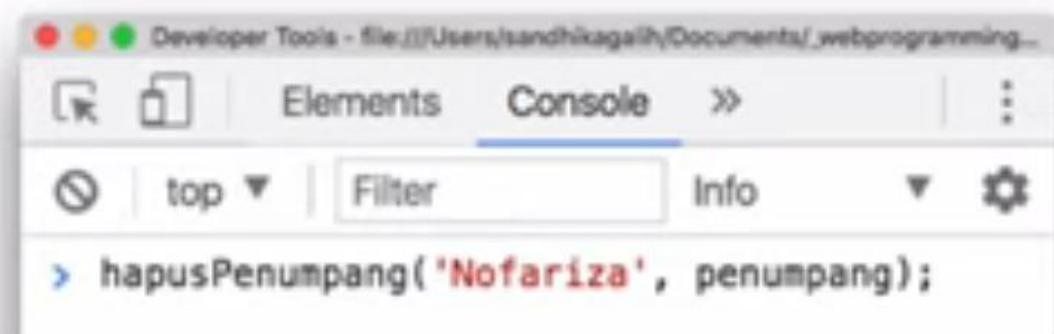 Developer Tools - file:///Users/sandhikagalih/Documents/_webprogramming...
Elements Console »
top ▼ Filter Info ▼
> hapusPenumpang('Nofariza', penumpang);